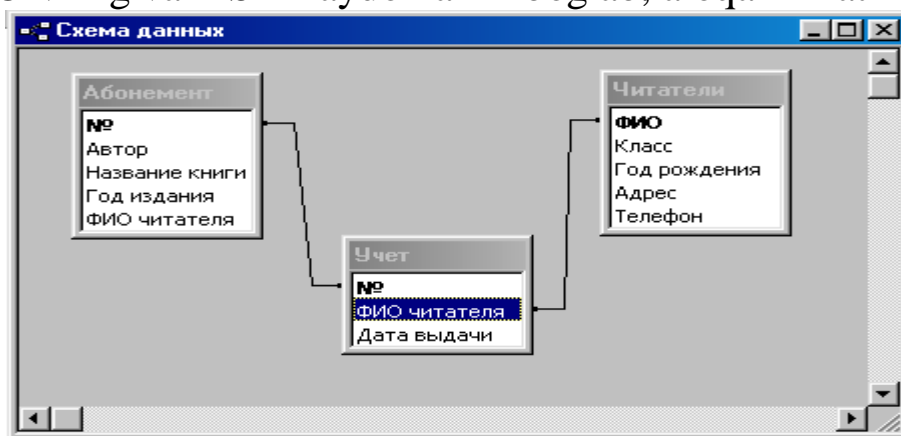 Схема данных
Абонемент
№
Автор
Название книги
Год издания
ФИО читателя
Читатели
ФИО
Класс
Год рождения
Адрес
Телефон
Учет
№
ФИО читателя
Дата выдачи